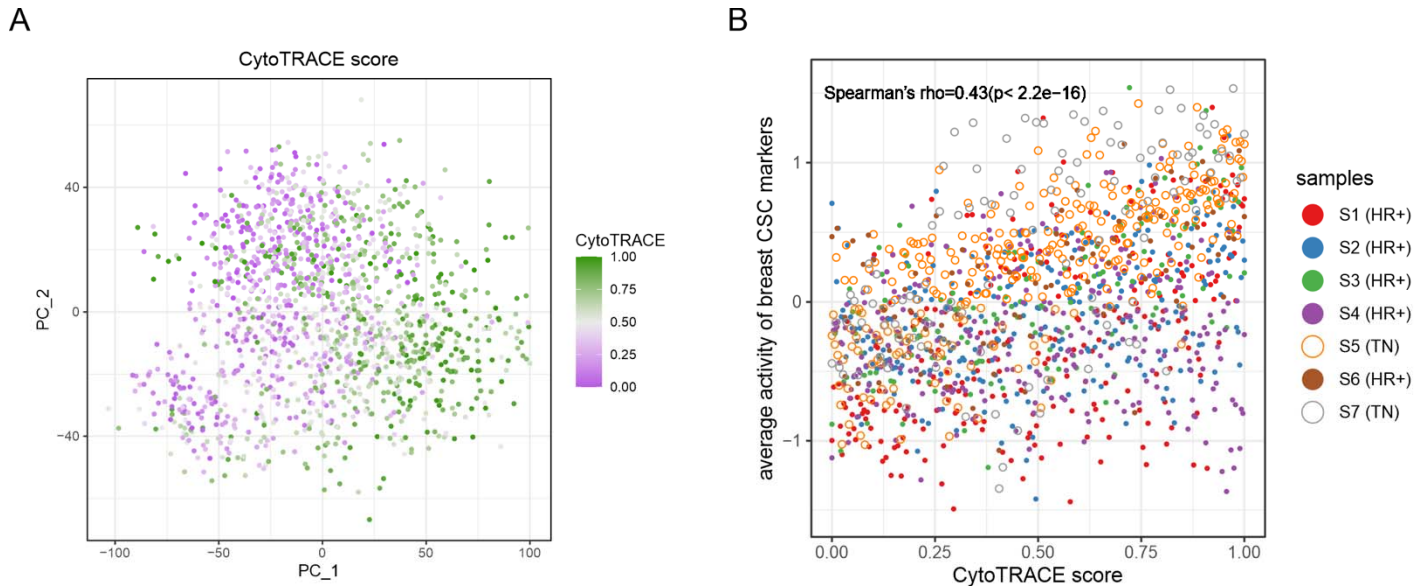 A
CytoTRACE score
PC_2
40
0
−40
−100
−50
0
50
100
PC_1
CytoTRACE
1.00
0.75
0.50
0.25
0.00
B
Spearman's rho=0.43(p< 2.2e−16)
average activity of breast CSC markers
1
0
−1
0.00
0.25
0.50
0.75
1.00
CytoTRACE score
samples
S1 (HR+)
S2 (HR+)
S3 (HR+)
S4 (HR+)
S5 (TN)
S6 (HR+)
S7 (TN)